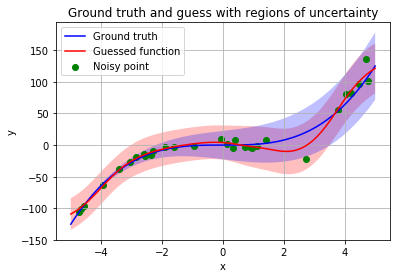 Ground truth and guess with regions of uncertainty
Ground truth
Guessed function
Noisy point
150
100
50
0
−50
−100
−150
y
−4
−2
0
2
4
x